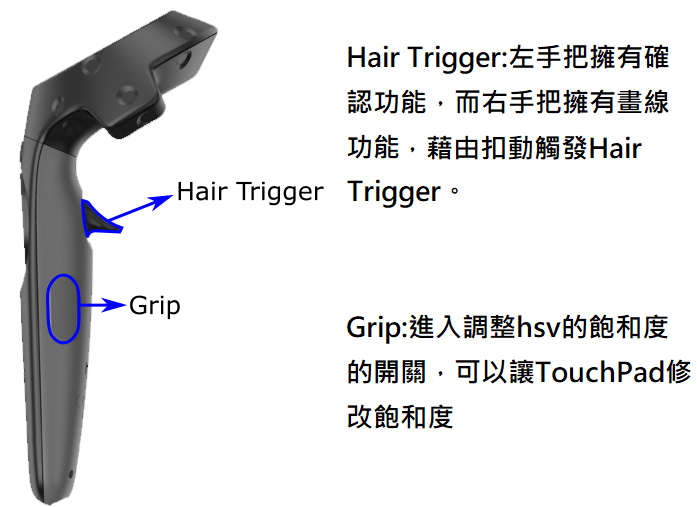 Hair Trigger
Grip
Hair Trigger:左手把擁有確
認功能，而右手把擁有畫線
功能，藉由扣動觸發Hair
Trigger。
Grip:進入調整hsv的飽和度
的開關，可以讓TouchPad修
改飽和度